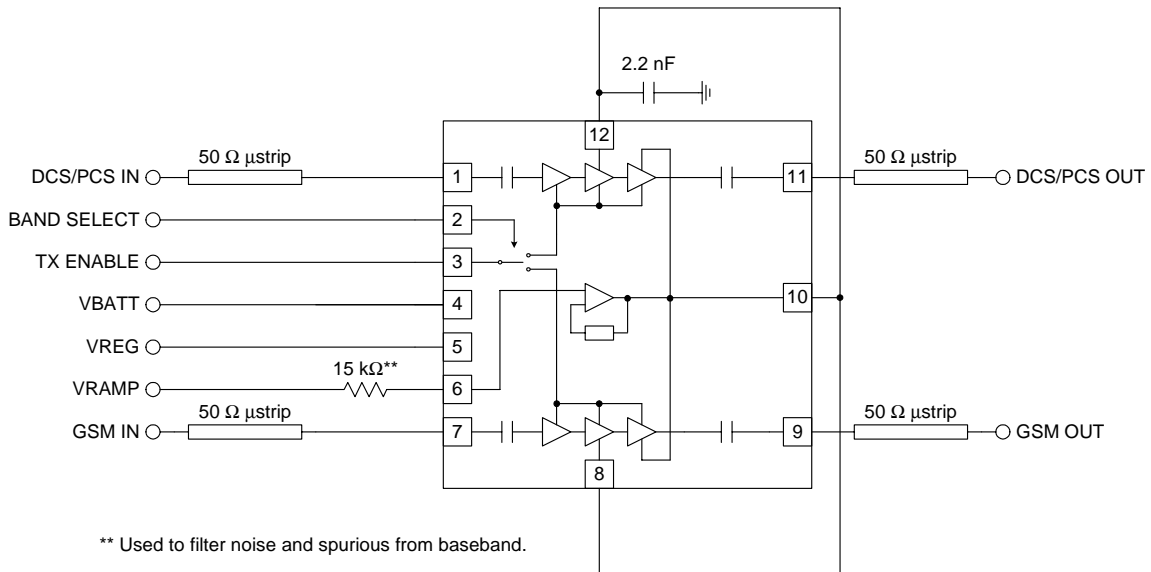 2.2 nF
12
50 Ω μstrip
50 Ω μstrip
DCS/PCS IN
1
11
DCS/PCS OUT
BAND SELECT
2
TX ENABLE
3
VBATT
4
10
VREG
5
15 kΩ**
VRAMP
6
50 Ω μstrip
50 Ω μstrip
GSM IN
7
9
GSM OUT
8
** Used to filter noise and spurious from baseband.